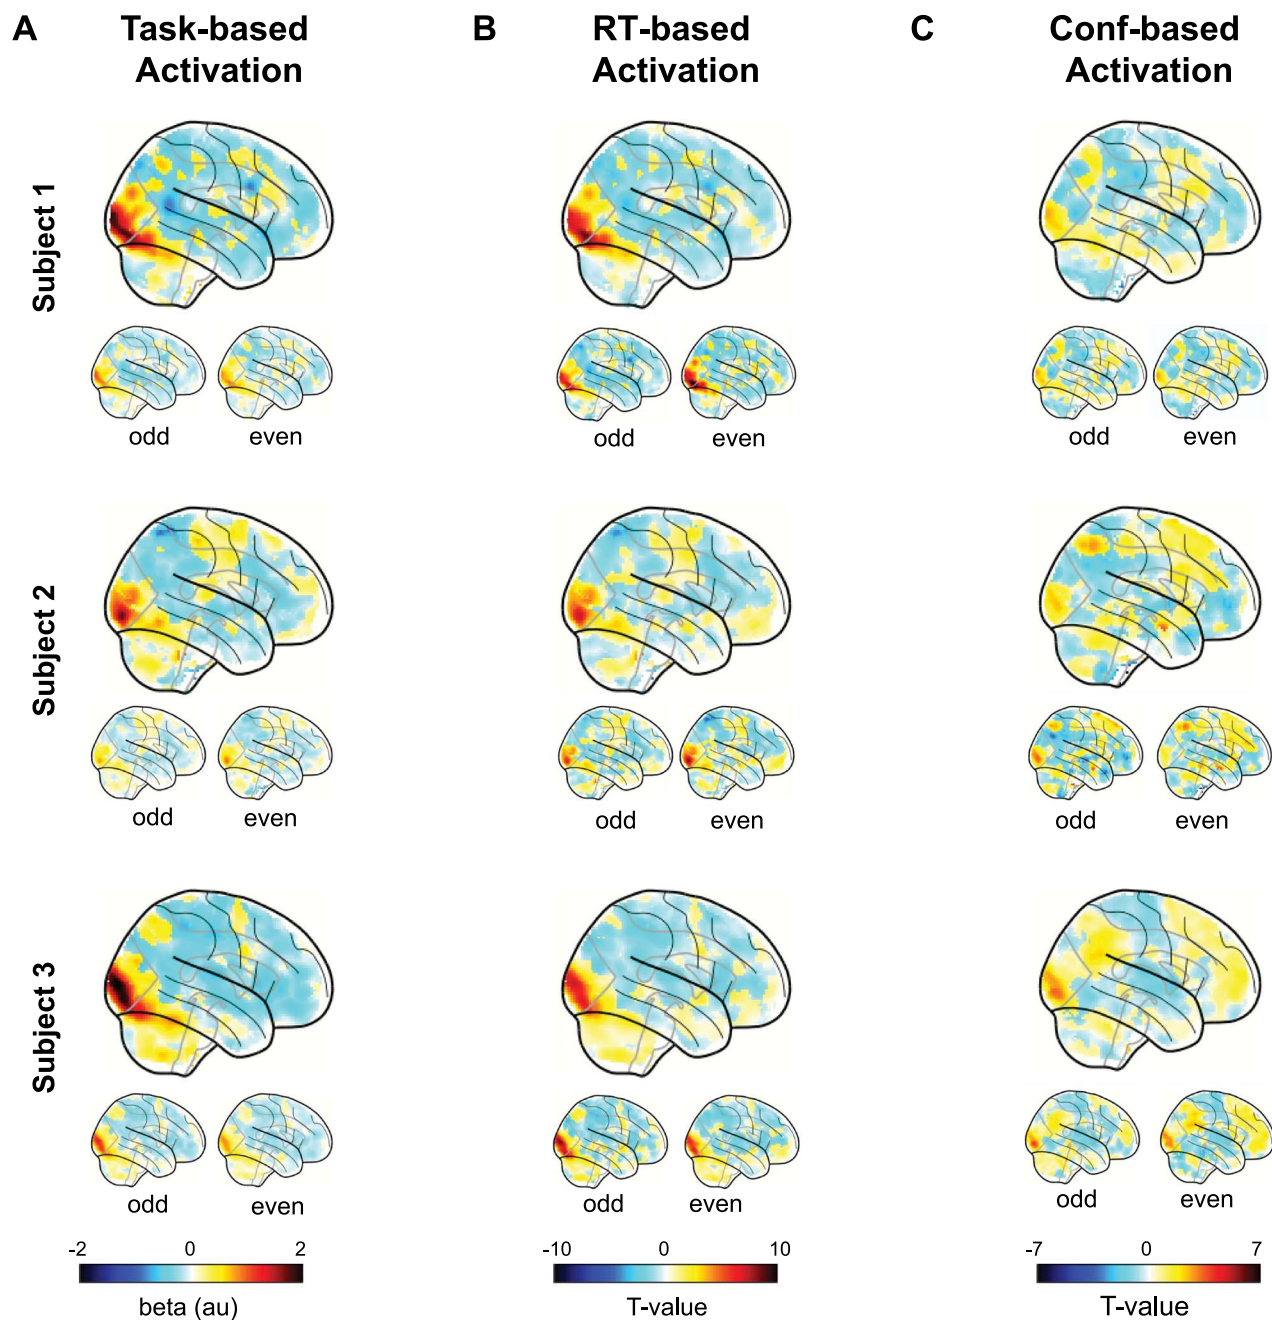 A
Task-based
Activation
B
RT-based
Activation
C
Conf-based
Activation
Subject 1
odd
even
odd
even
odd
even
Subject 2
odd
even
odd
even
odd
even
Subject 3
odd
even
odd
even
odd
even
-2 0 2
beta (au)
-10 0 10
T-value
-7 0 7
T-value